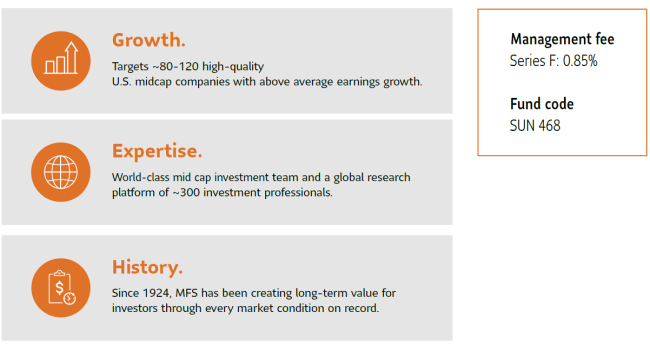 Growth.
Targets ~80-120 high-quality
U.S. midcap companies with above average earnings growth.
Expertise.
World-class mid cap investment team and a global research
platform of ~300 investment professionals.
History.
Since 1924, MFS has been creating long-term value for
investors through every market condition on record.
Management fee
Series F: 0.85%
Fund code
SUN 468